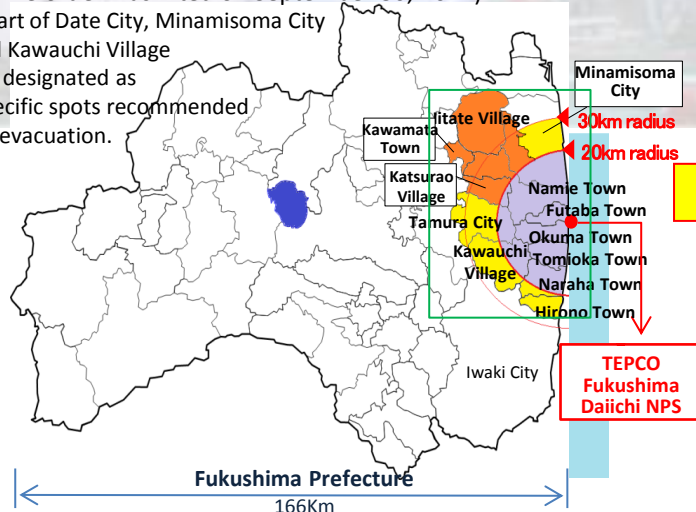 art of Date City, Minamisoma City
Kawauchi Village
designated as
ecific spots recommended
evacuation.
Minamisoma
City
Iitate Village
30km radius
Kawamata
Town
20km radius
Katsurao
Village
Namie Town
Futaba Town
Tamura City
Okuma Town
Kawauchi
Village
Tomioka Town
Naraha Town
Hirono Town
Iwaki City
TEPCO
Fukushima
Daiichi NPS
Fukushima Prefecture
166Km